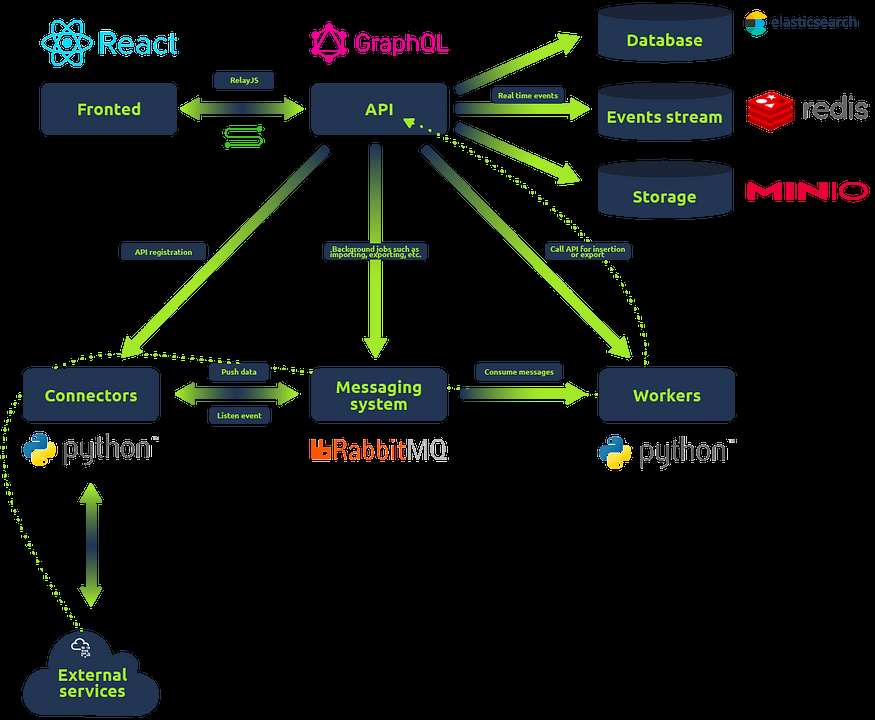 React
GraphQL
elasticsearch
RelayJS
Database
Fronted
API
Real time events
Events stream
redis
Storage
MINIO
API registration
Background jobs such as
importing, exporting, etc.
Call API for insertion
or export
Push data
Consume messages
Connectors
Messaging
system
Workers
Listen event
python™
RabbitMQ
python™
External
services